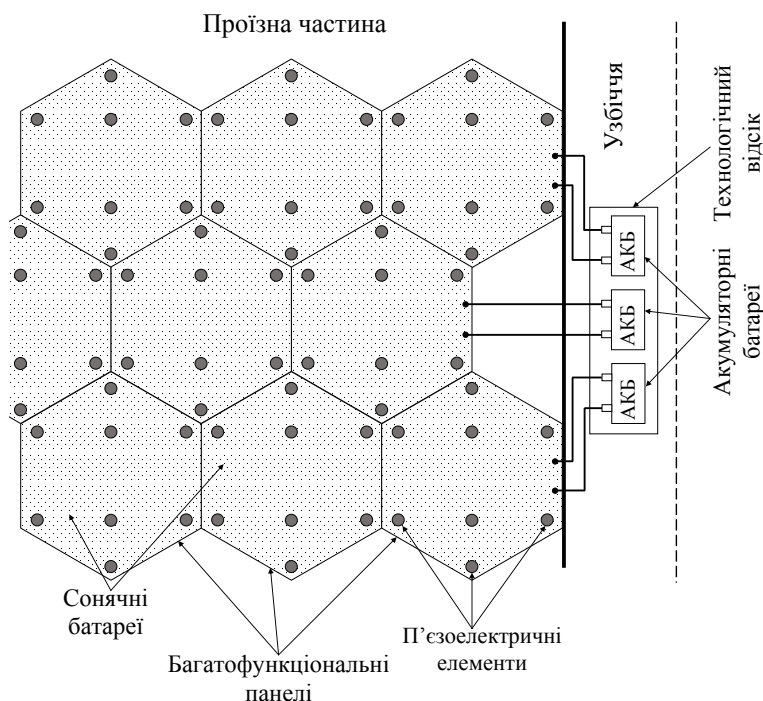 Проїзна частина
Узбіччя
Технологічний
відсік
АКБ
АКБ
АКБ
Акумуляторні
батареї
Сонячні
батареї
Багатофункціональні
панелі
П’єзоелектричні
елементи